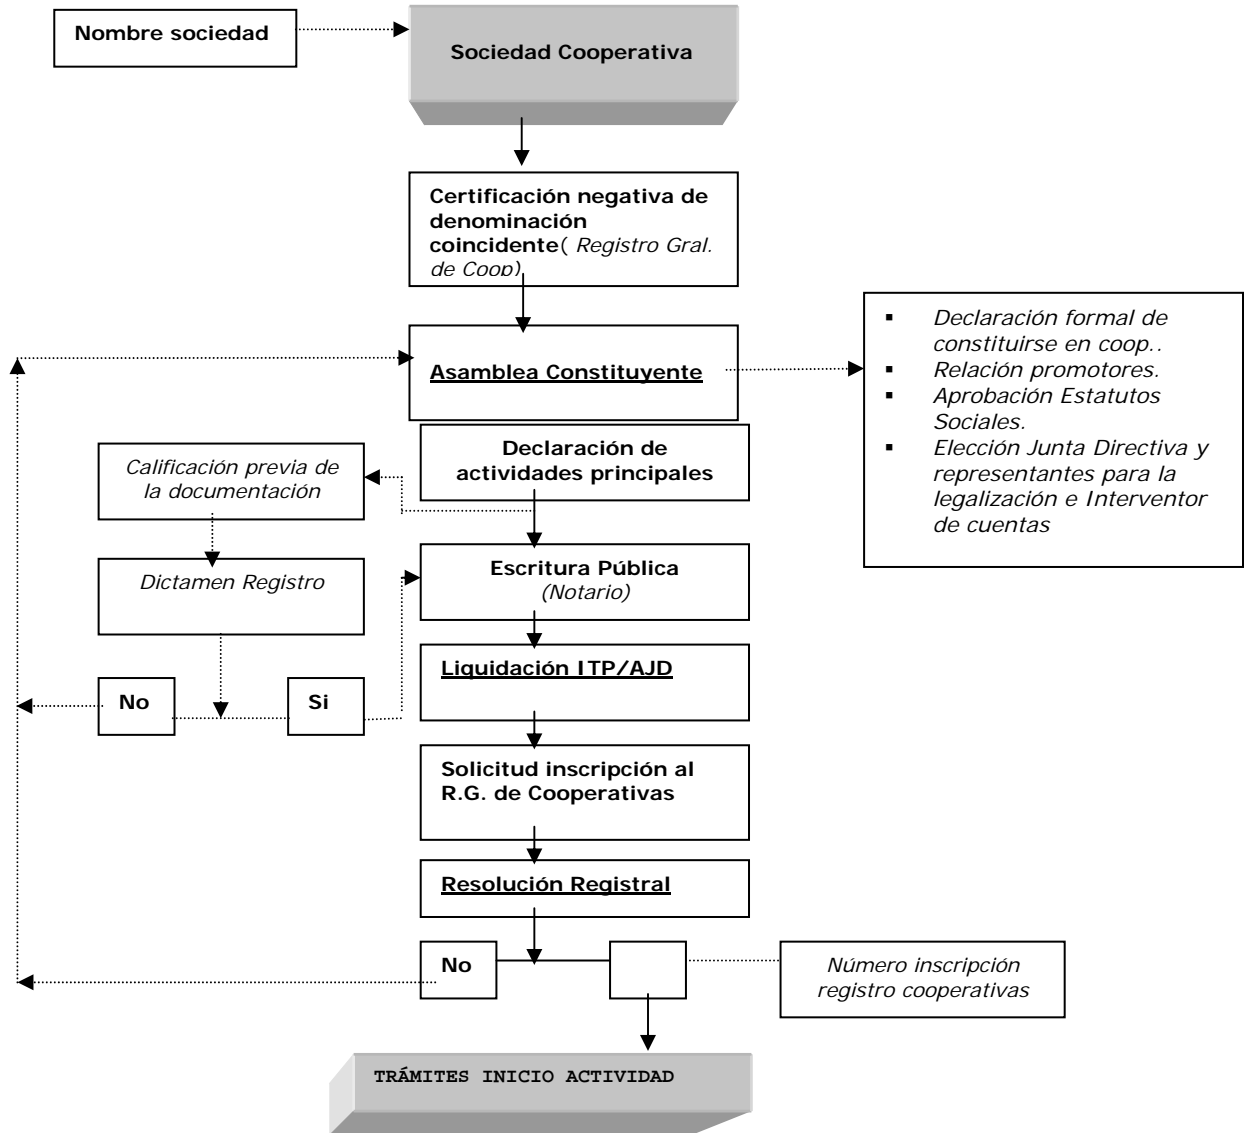 Nombre sociedad
Sociedad Cooperativa
Certificación negativa de
denominación
coincidente( Registro Gral.
de Coop)
Asamblea Constituyente
▪ Declaración formal de
constituirse en coop..
▪ Relación promotores.
▪ Aprobación Estatutos
Sociales.
▪ Elección Junta Directiva y
representantes para la
legalización e Interventor
de cuentas
Declaración de
actividades principales
Calificación previa de
la documentación
Dictamen Registro
Escritura Pública
(Notario)
No
Si
Liquidación ITP/AJD
Solicitud inscripción al
R.G. de Cooperativas
Resolución Registral
No
Número inscripción
registro cooperativas
TRÁMITES INICIO ACTIVIDAD